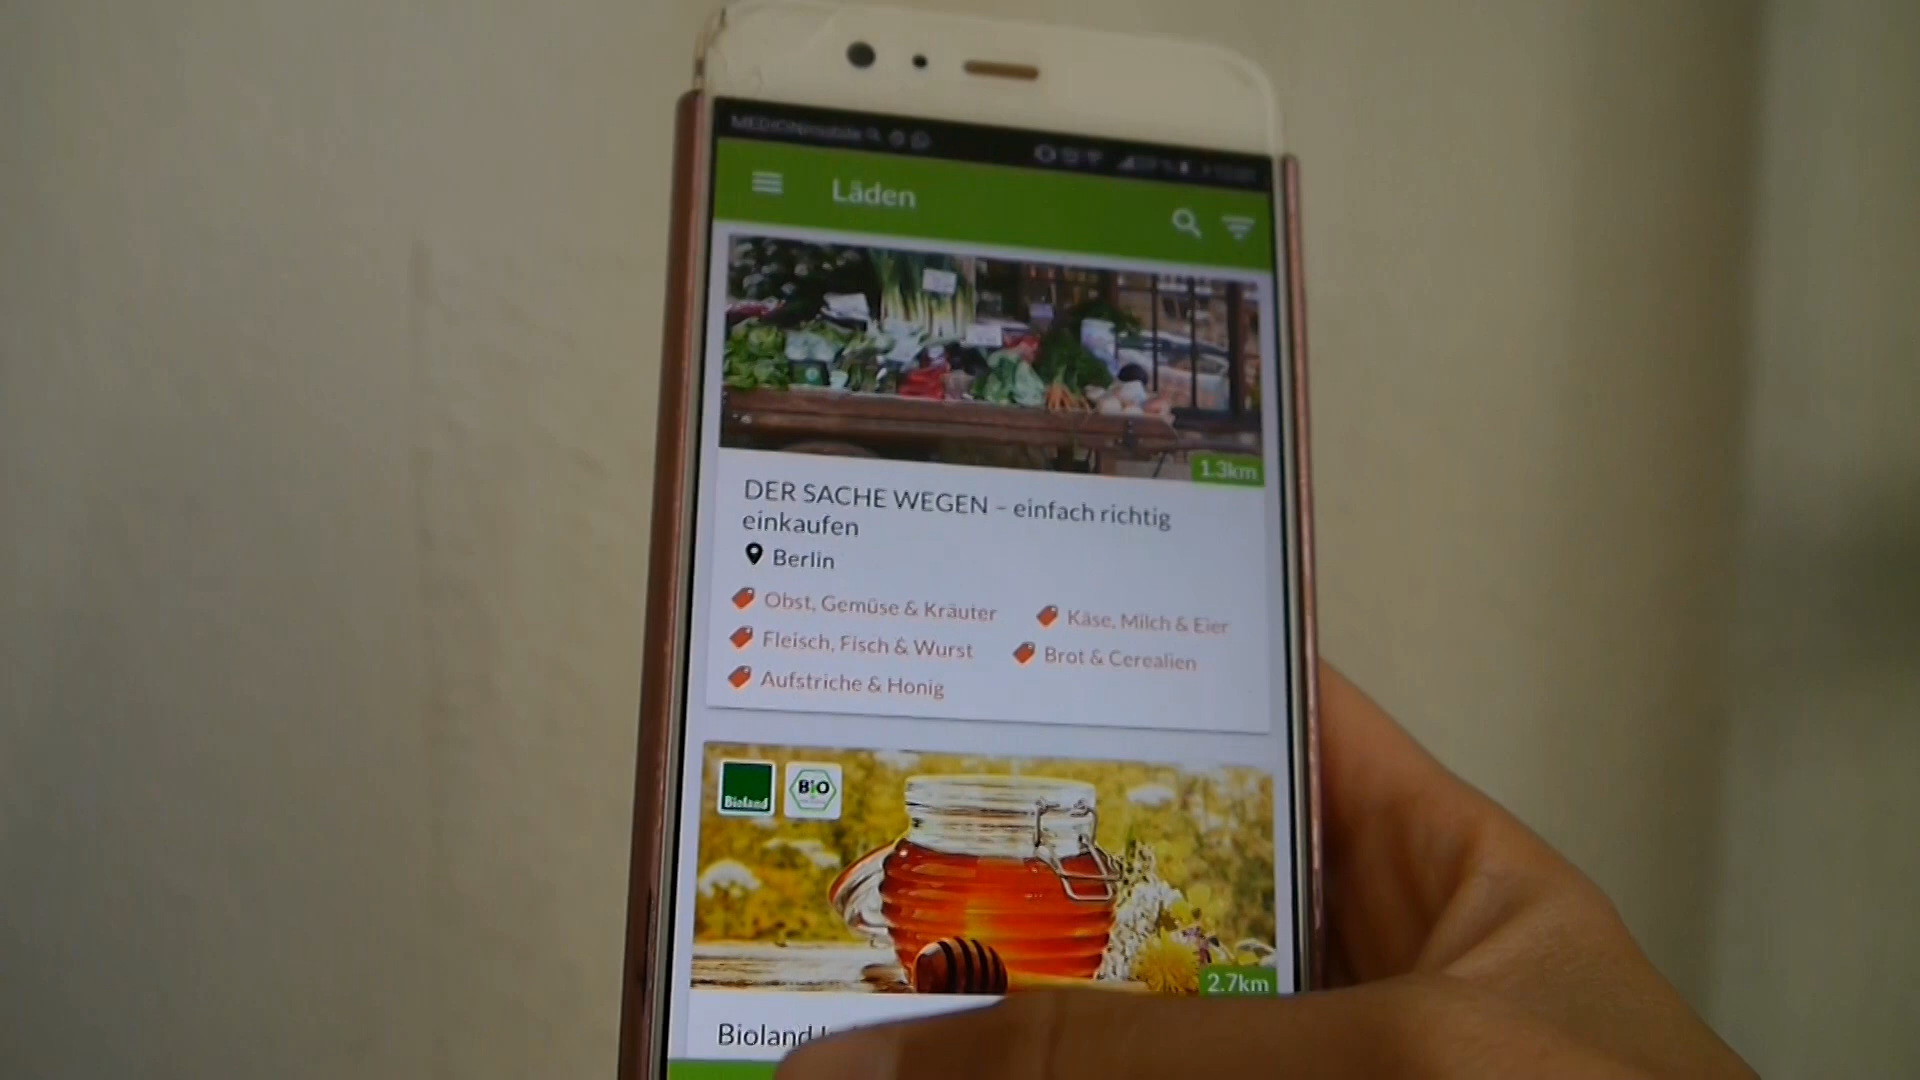 MEDIONmobile
Läden
1.3km
DER SACHE WEGEN – einfach richtig
einkaufen
Berlin
Obst, Gemüse & Kräuter
Käse, Milch & Eier
Fleisch, Fisch & Wurst
Brot & Cerealien
Aufstriche & Honig
Bioland
BIO
2.7km
Bioland